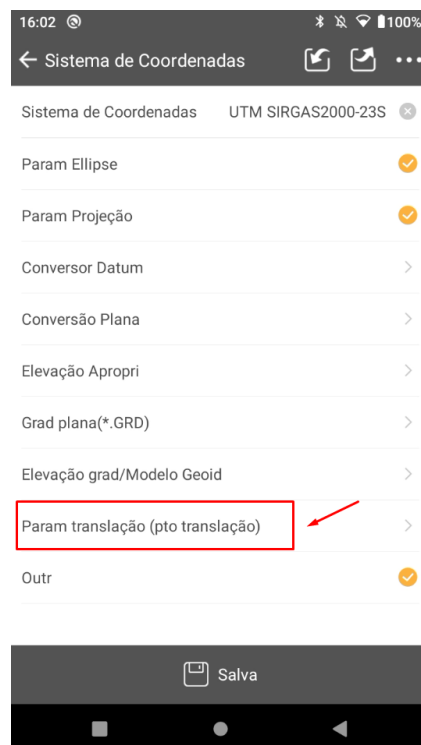 16:02 100%
Sistema de Coordenadas
Sistema de Coordenadas UTM SIRGAS2000-23S
Param Ellipse
Param Projeção
Conversor Datum
Conversão Plana
Elevação Apropri
Grad plana(*.GRD)
Elevação grad/Modelo Geoid
Param translação (pto translação)
Outr
Salva